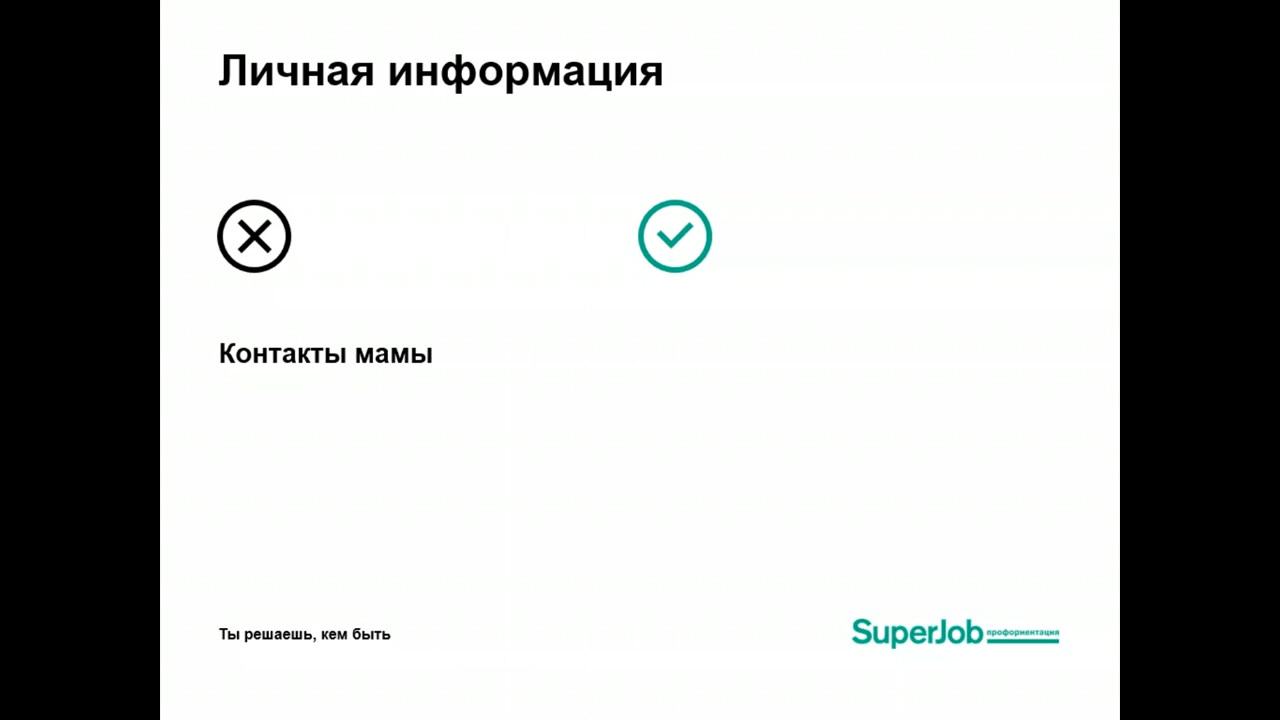 Личная информация
Контакты мамы
Ты решаешь, кем быть
SuperJob профориентация